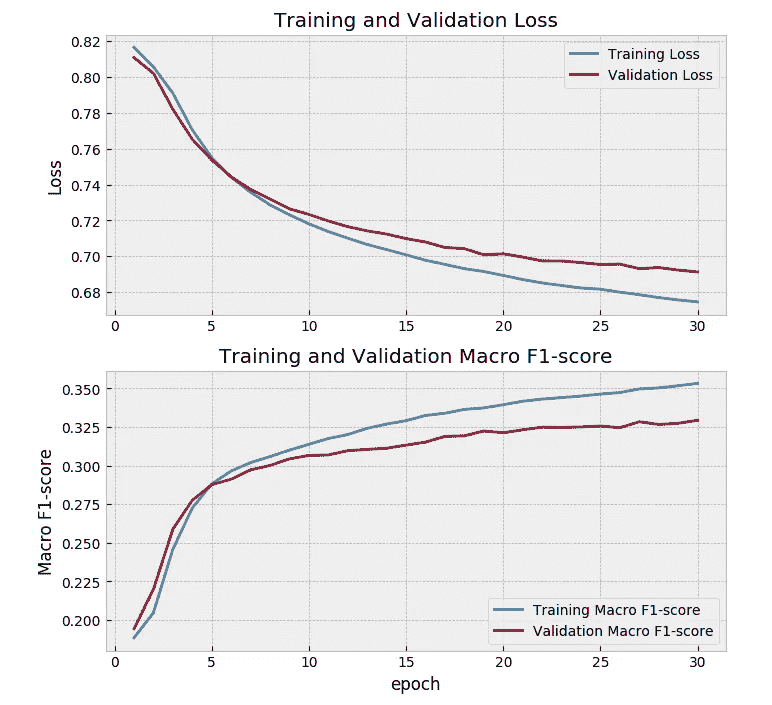 Training and Validation Loss
0.82
0.80
0.78
0.76
0.74
0.72
0.70
0.68
Loss
Training Loss
Validation Loss
0 5 10 15 20 25 30
Training and Validation Macro F1-score
0.350
0.325
0.300
0.275
0.250
0.225
0.200
Macro F1-score
Training Macro F1-score
Validation Macro F1-score
0 5 10 15 20 25 30
epoch